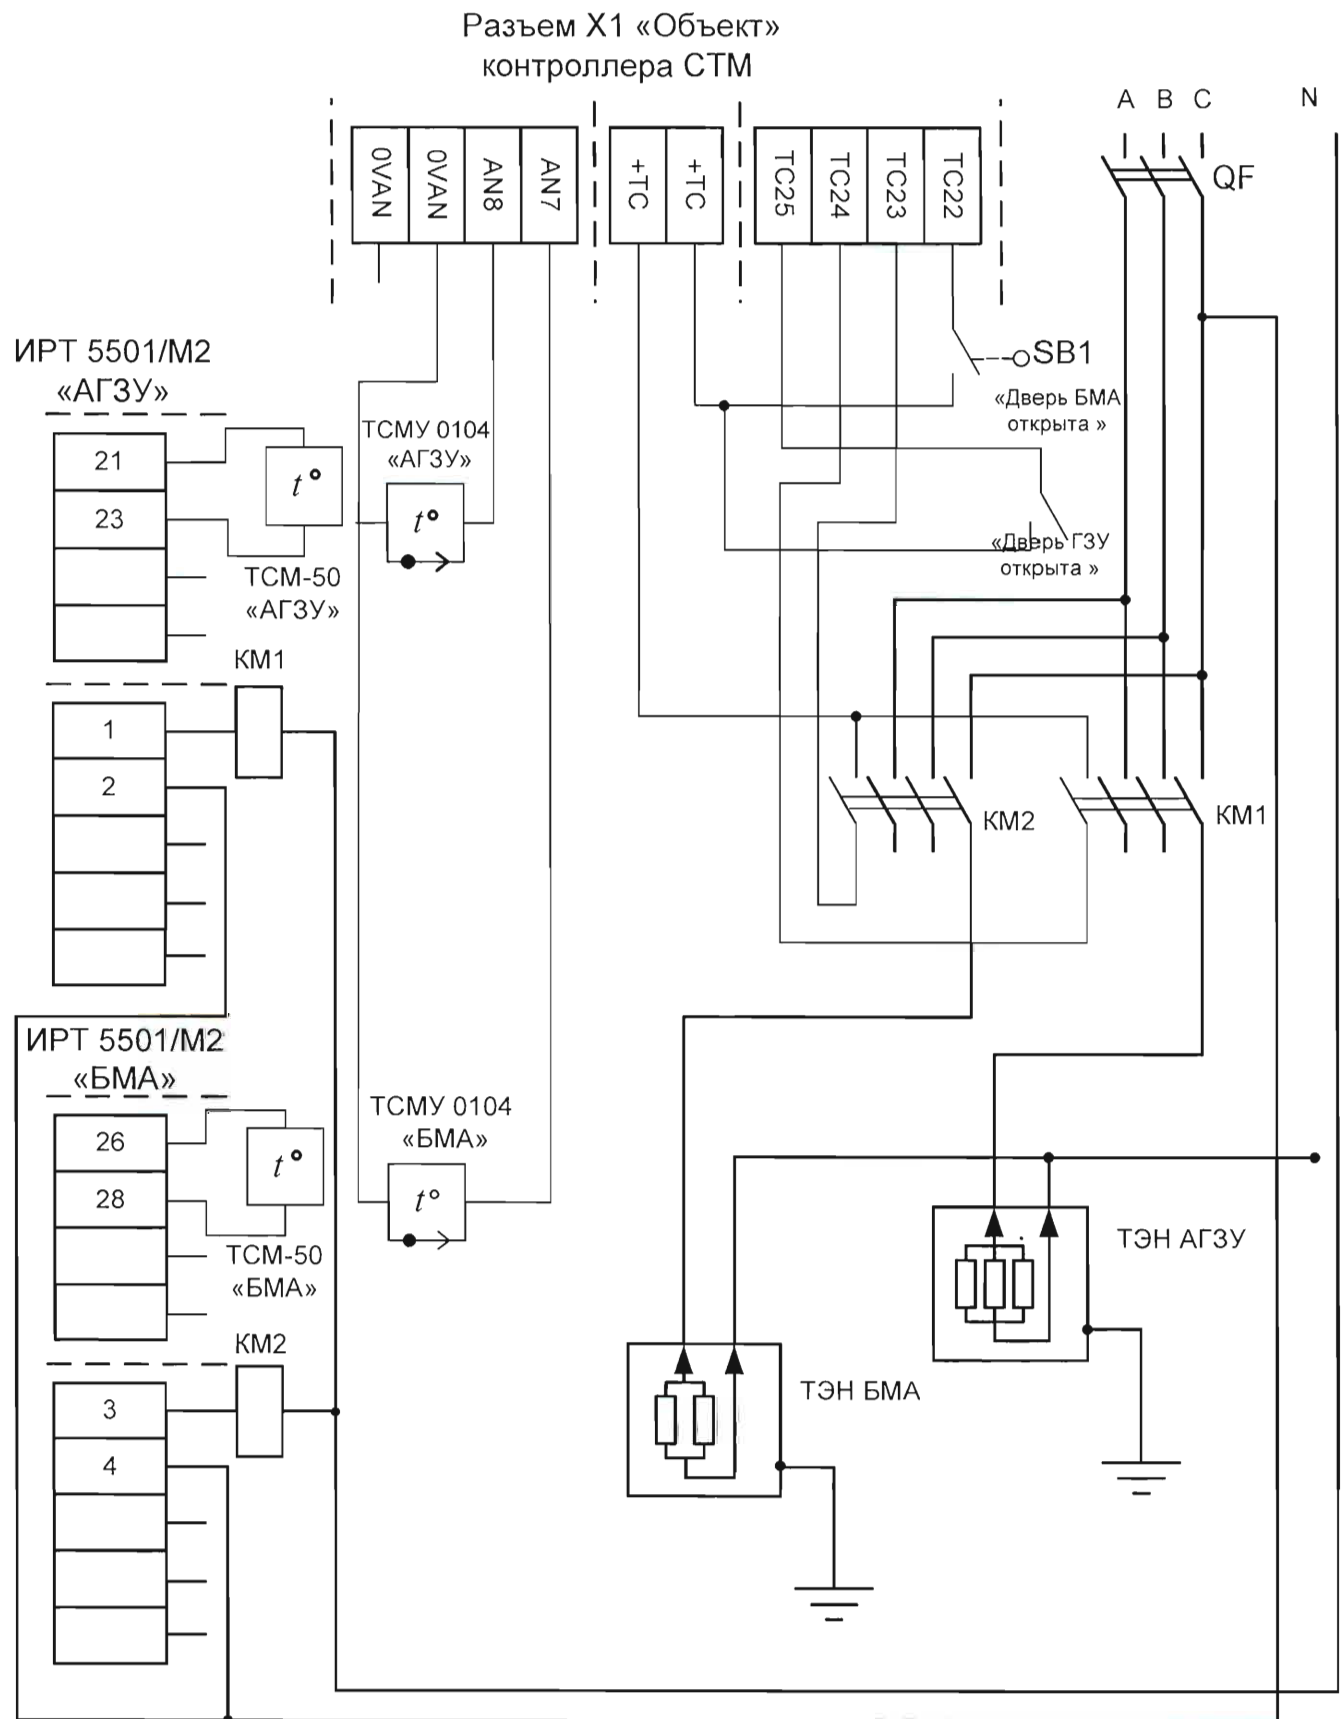 Разъем X1 «Объект»
контроллера СТМ
A B C N
0VAN
0VAN
AN8
AN7
+TC
+TC
TC25
TC24
TC23
TC22
QF
SB1
«Дверь БМА
открыта »
«Дверь ГЗУ
открыта »
ИРТ 5501/М2
«АГЗУ»
21
23
t°
ТСМ-50
«АГЗУ»
ТСМУ 0104
«АГЗУ»
t°
КМ1
1
2
КМ2
КМ1
ИРТ 5501/М2
«БМА»
26
28
t°
ТСМ-50
«БМА»
ТСМУ 0104
«БМА»
t°
ТЭН АГЗУ
ТЭН БМА
КМ2
3
4